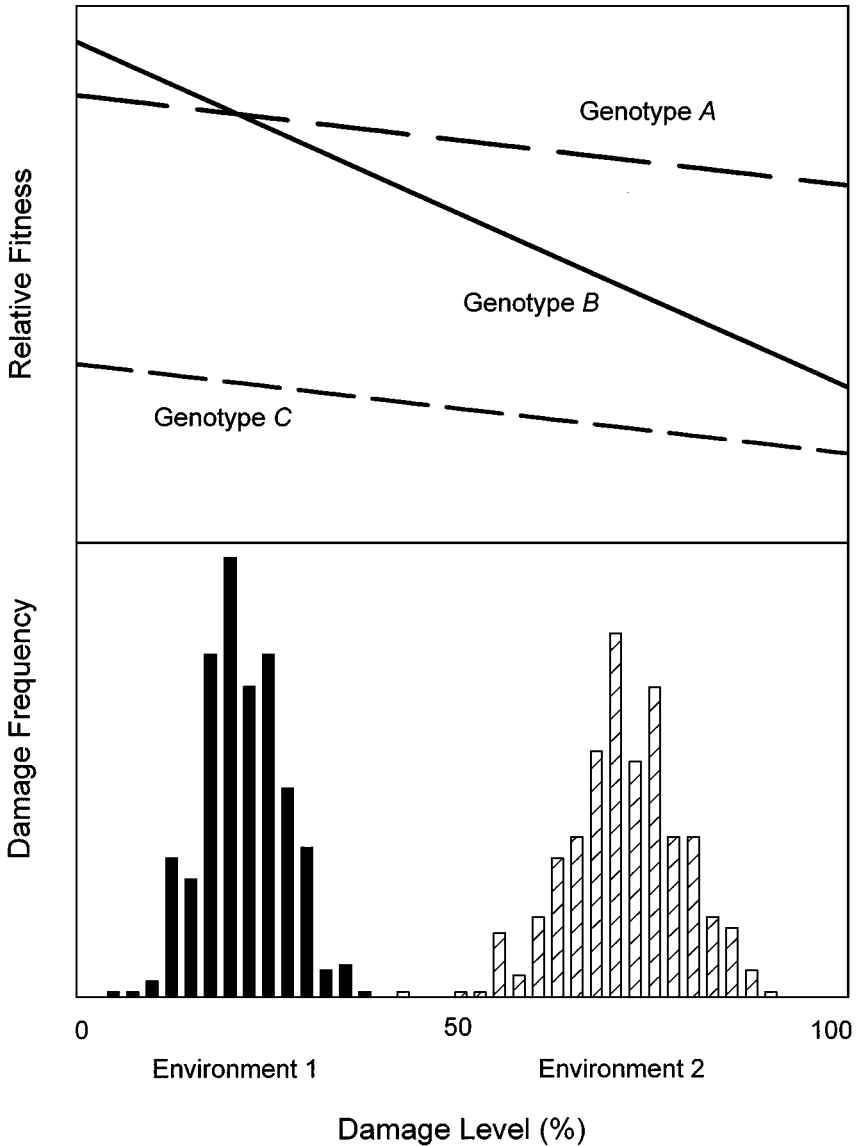 Relative Fitness
Genotype A
Genotype B
Genotype C
Damage Frequency
0
50
100
Environment 1
Environment 2
Damage Level (%)